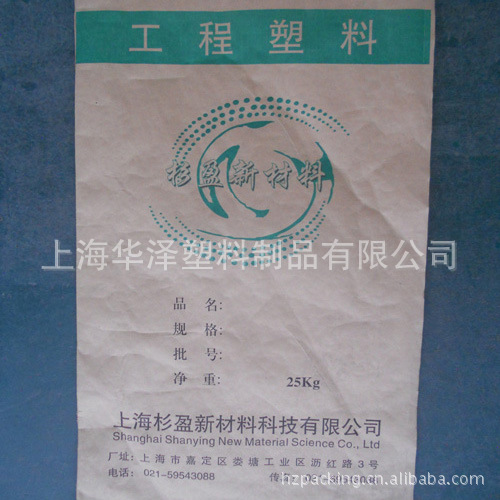 工程塑料
杉盈新材料
上海华泽塑料制品有限公司
品 名:
规 格:
批 号:
净 重: 25Kg
上海杉盈新材料科技有限公司
Shanghai Shanying New Material Science Co., Ltd
厂址: 上海市嘉定区娄塘工业区沥红路3号
电话: 021-59543088
hzpacking.cn.alibaba.com